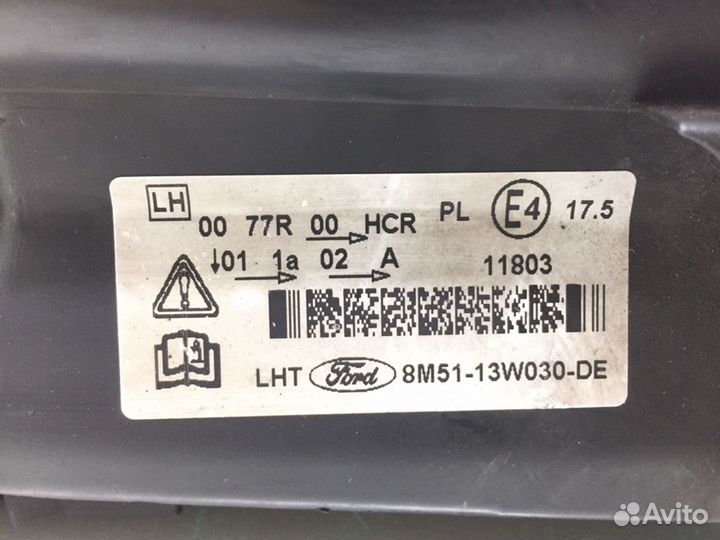 LH
00 77R 00 HCR PL E4 17.5
↓01 1a 02 A 11803
LHT Ford 8M51-13W030-DE
Avito